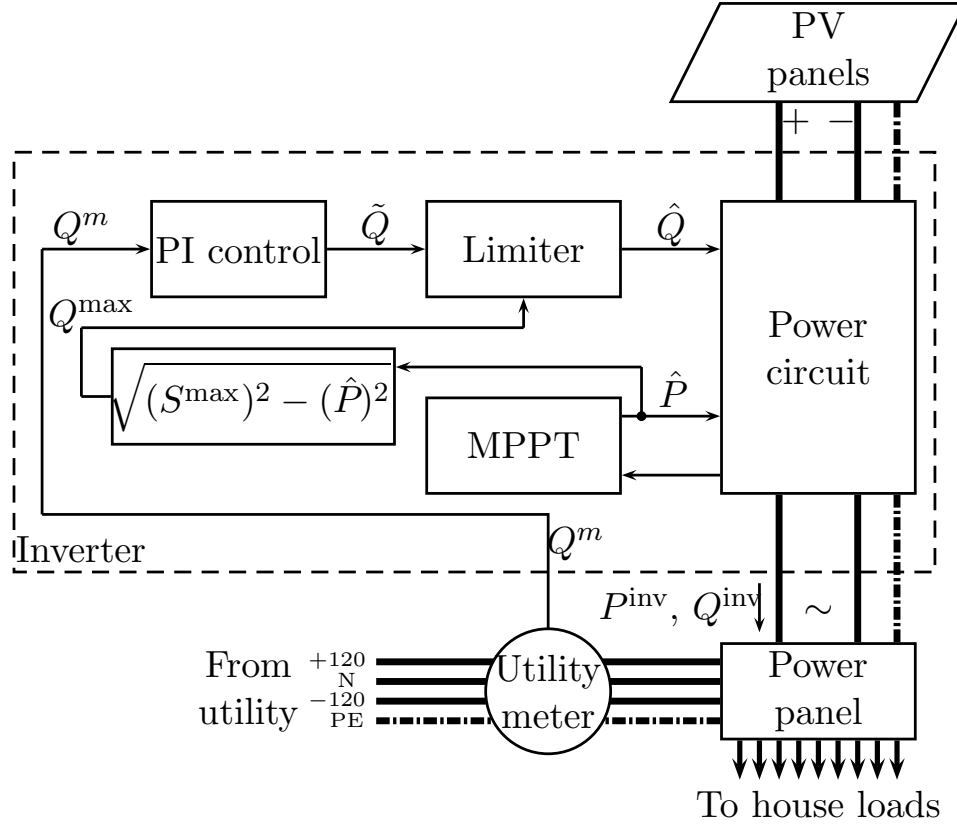 PV
panels
+ −
Q^m
PI control
Q̃
Limiter
Q̂
Q^max
Power
circuit
√(S^max)^2 − (P̂)^2
P̂
MPPT
Inverter
Q^m
P^inv, Q^inv
∼
From
utility
+120
N
−120
PE
Utility
meter
Power
panel
To house loads